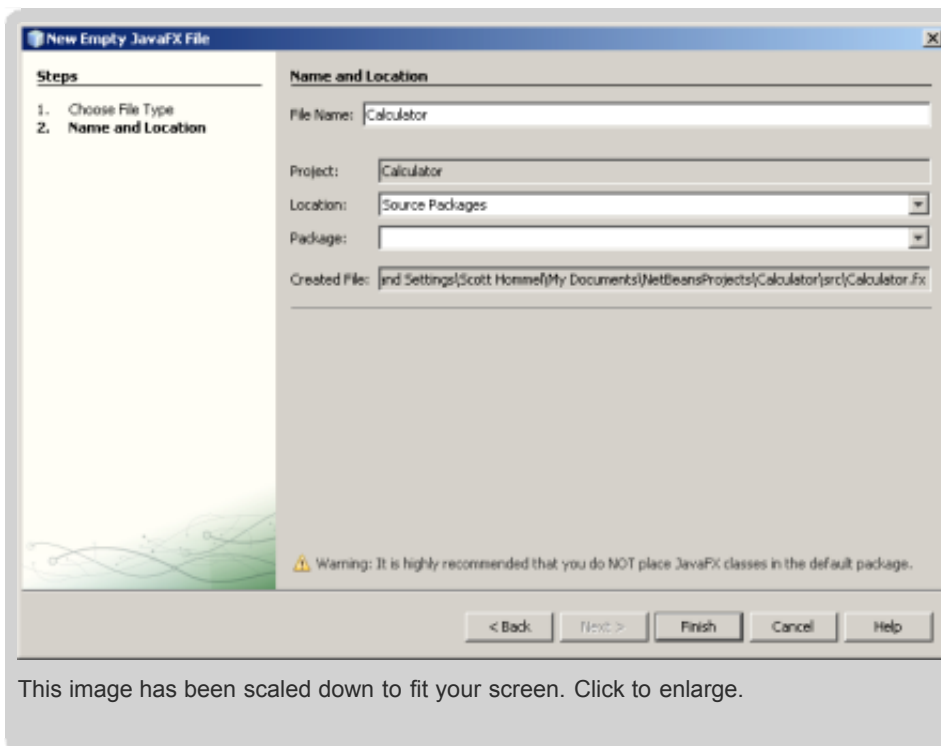 New Empty JavaFX File
Steps
1. Choose File Type
2. Name and Location
Name and Location
File Name: Calculator
Project: Calculator
Location: Source Packages
Package:
Created File: ind Settings\Scott Hommel\My Documents\NetBeansProjects\Calculator\src\Calculator.fx
Warning: It is highly recommended that you do NOT place JavaFX classes in the default package.
< Back Next > Finish Cancel Help
This image has been scaled down to fit your screen. Click to enlarge.